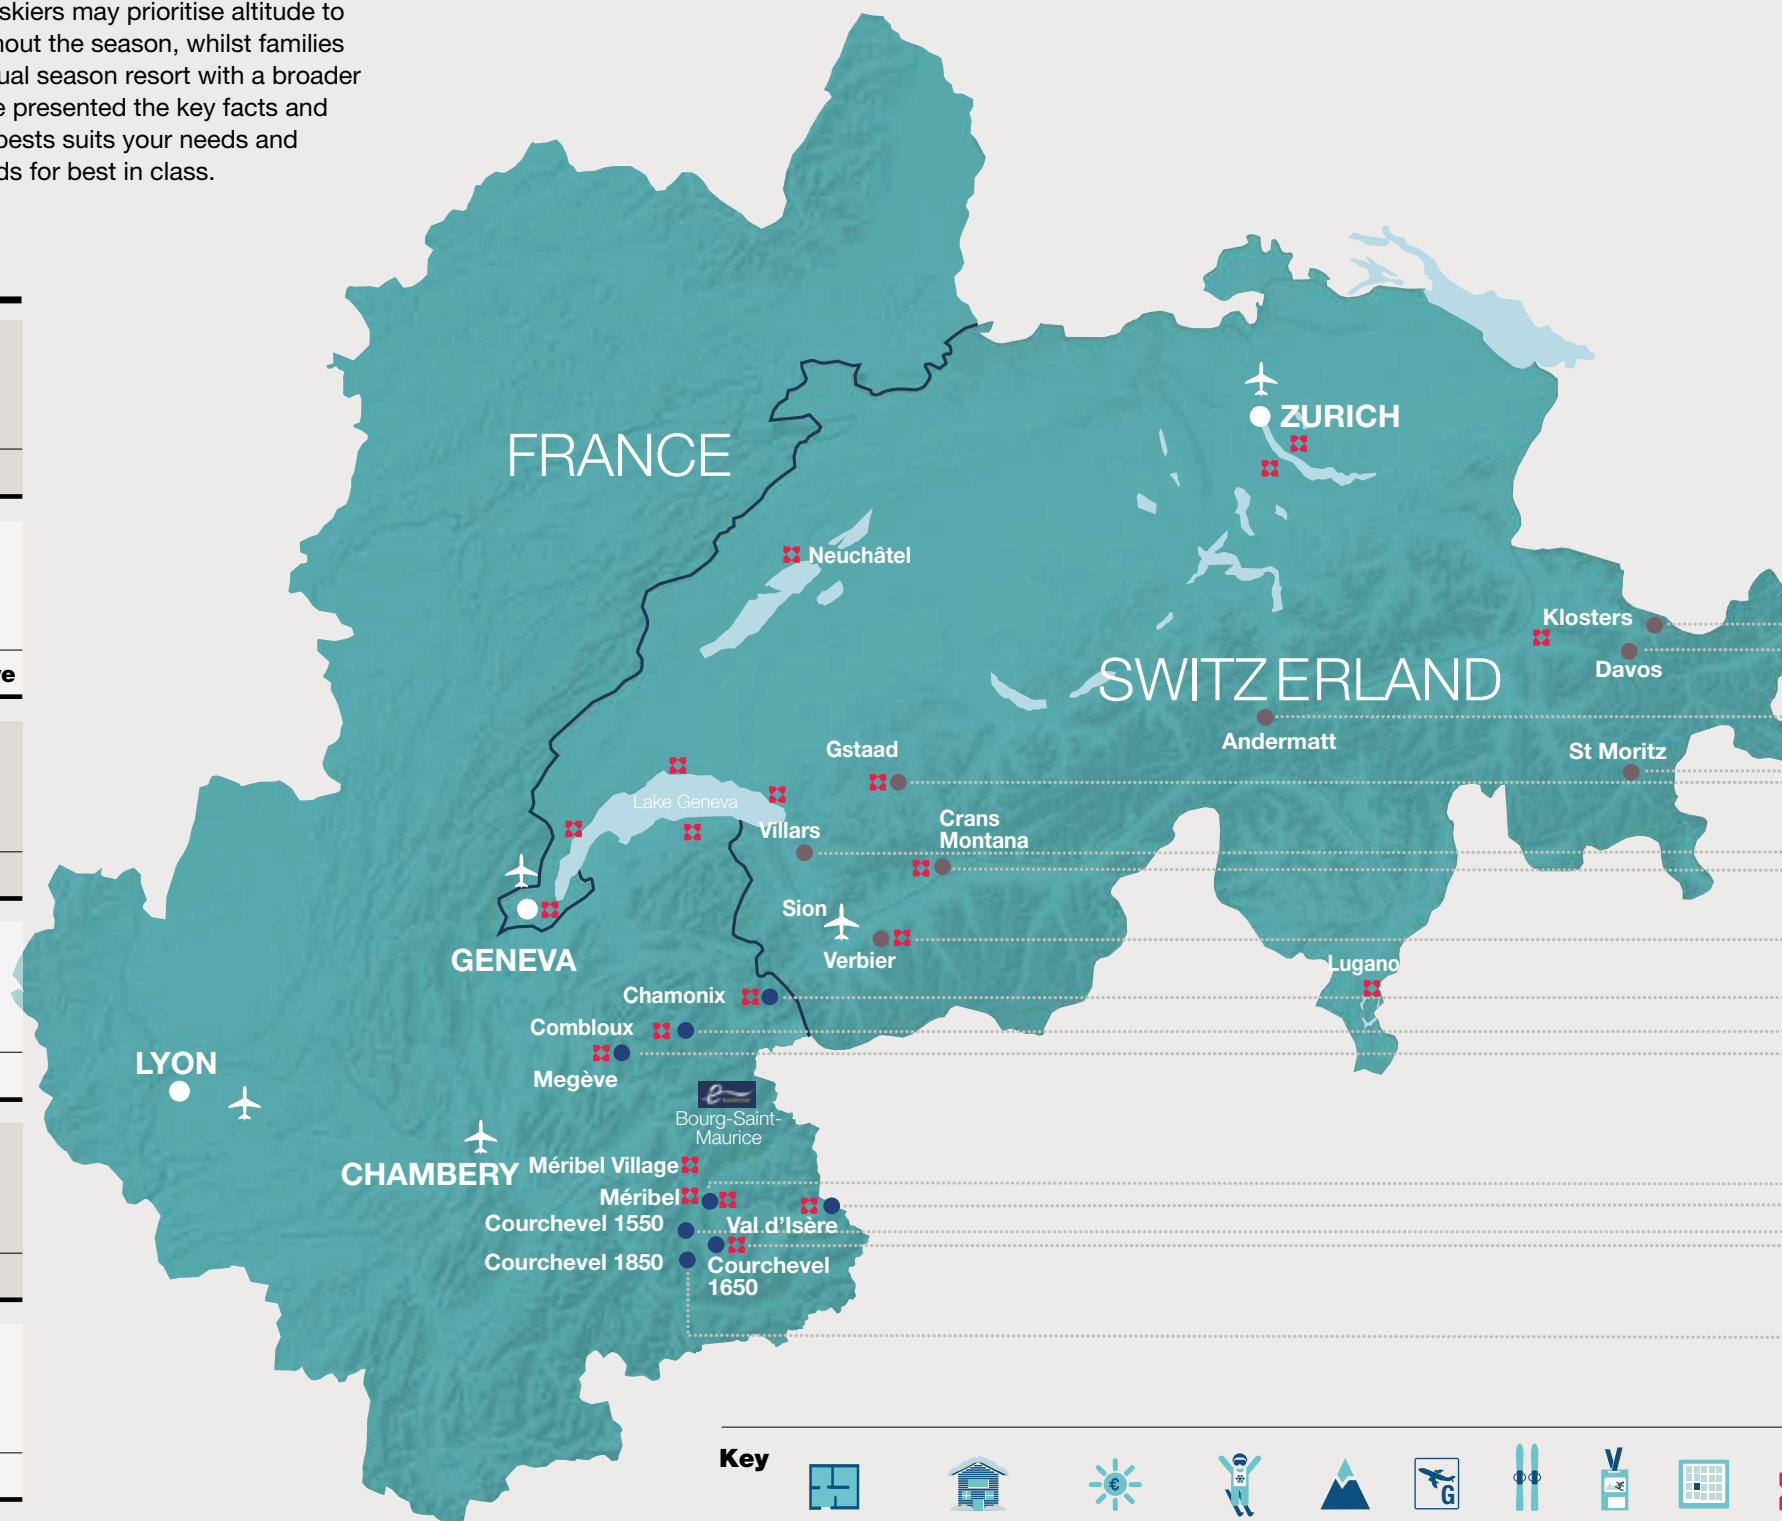 skiers may prioritise altitude to
hout the season, whilst families
ual season resort with a broader
e presented the key facts and
bests suits your needs and
ds for best in class.
ZURICH
FRANCE
Neuchâtel
Klosters
ve
SWITZERLAND
Davos
Andermatt
Gstaad
St Moritz
Lake Geneva
Crans
Montana
Villars
Sion
GENEVA
Verbier
Lugano
Chamonix
Combloux
LYON
Megève
e
Bourg-Saint-
Maurice
CHAMBERY
Méribel Village
Méribel
Courchevel 1550
Val d'Isère
Courchevel 1850
Courchevel
1650
Key
€
G